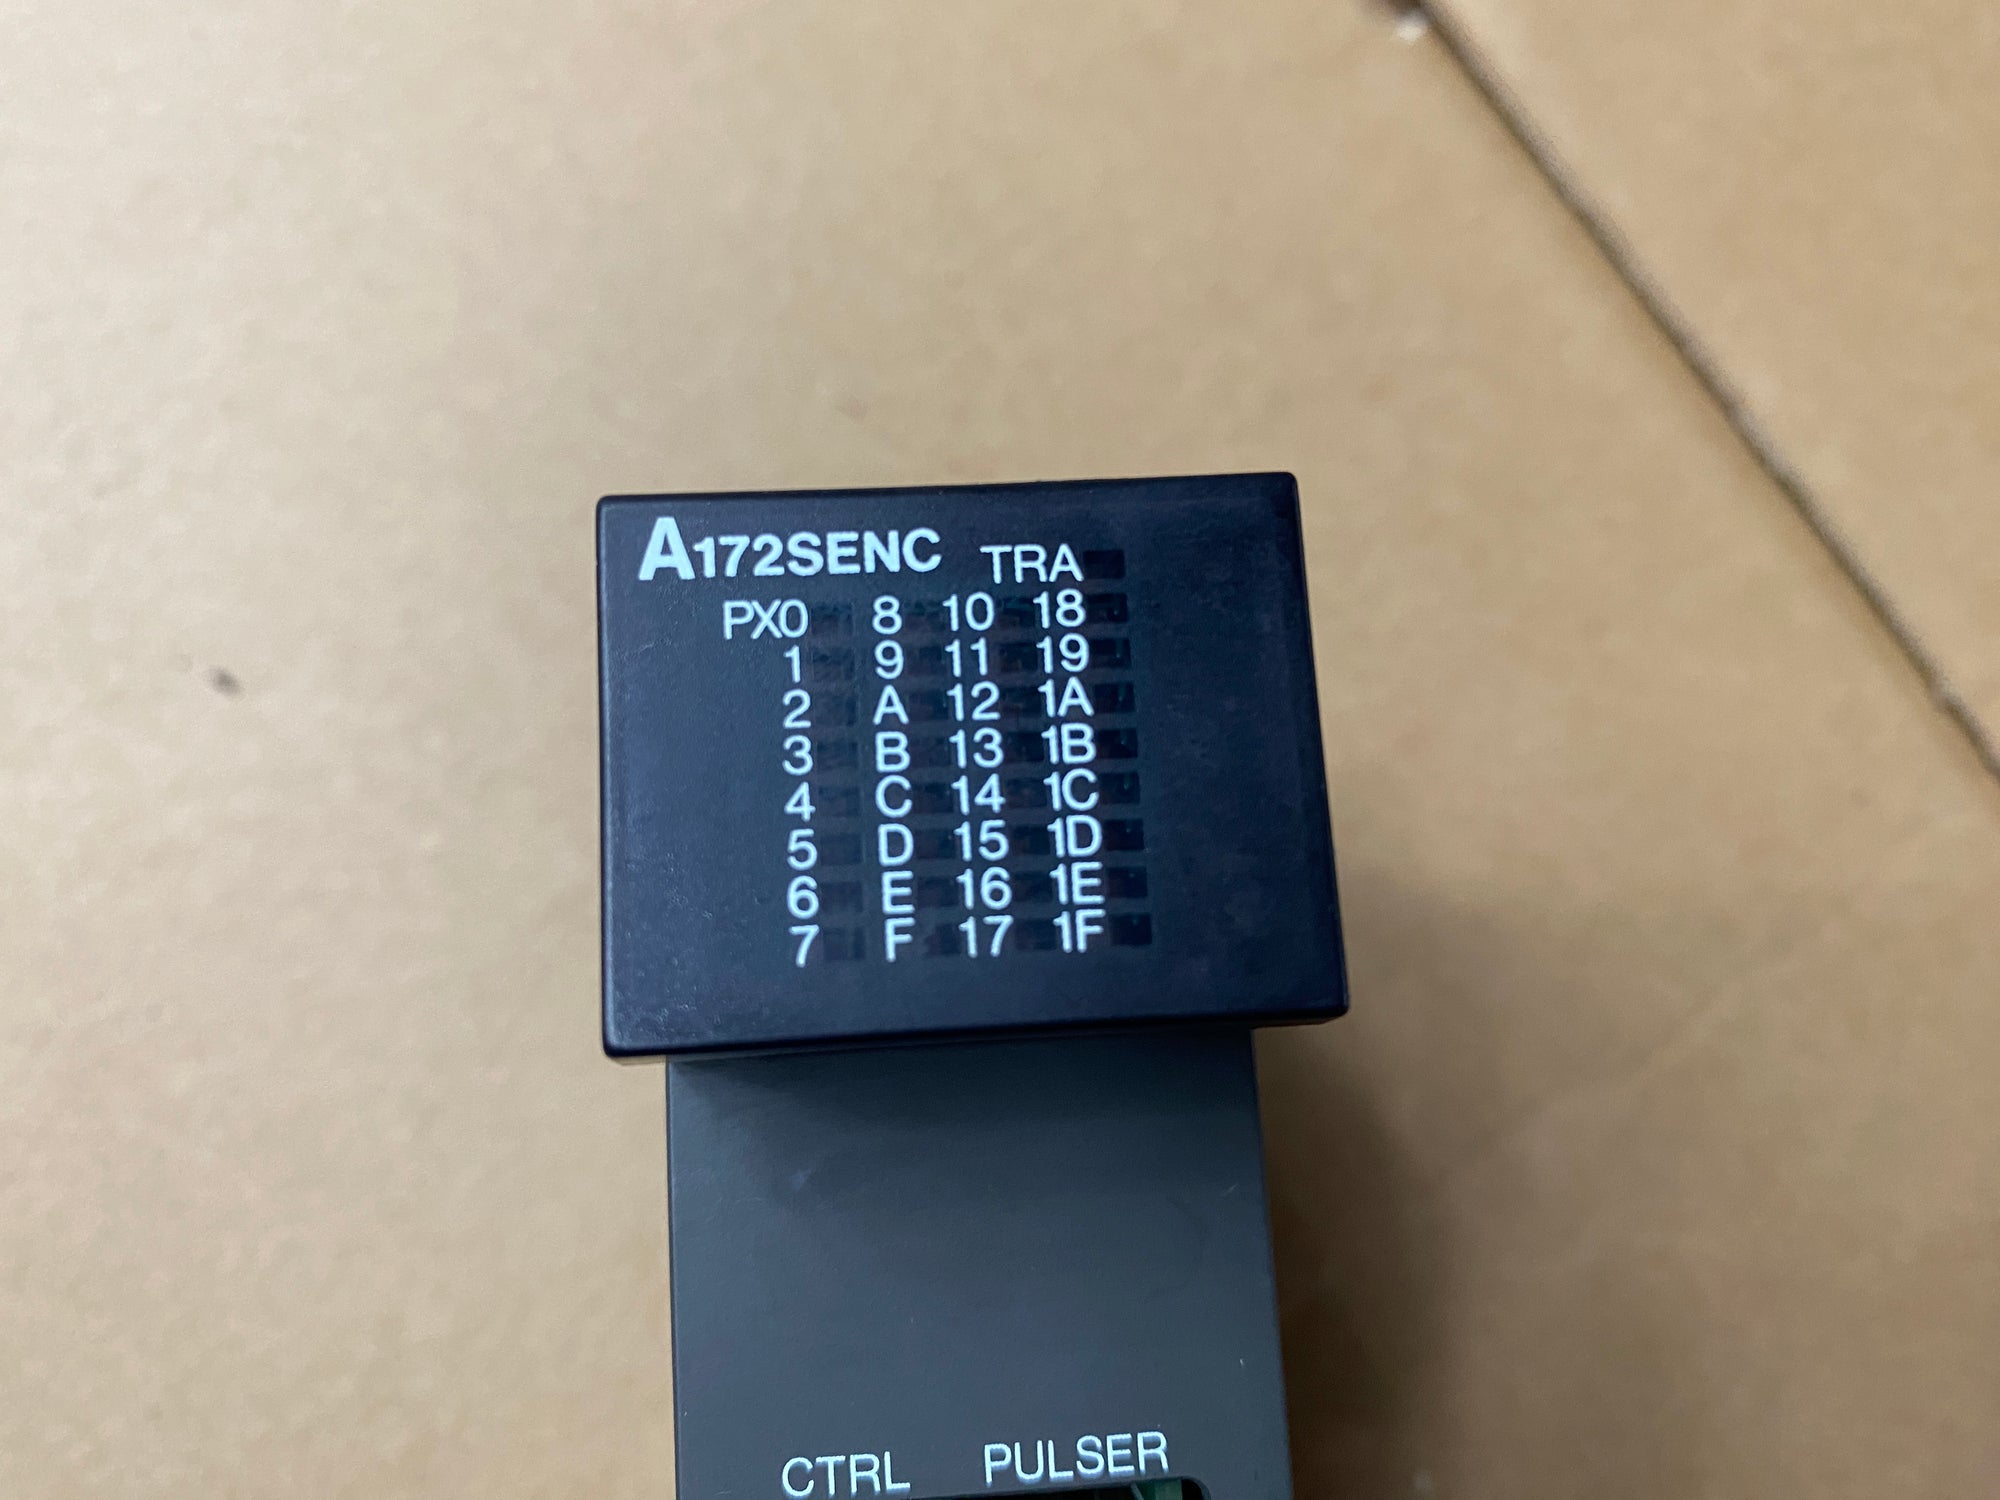 A172SENC TRA
PX0 8 10 18
1 9 11 19
2 A 12 1A
3 B 13 1B
4 C 14 1C
5 D 15 1D
6 E 16 1E
7 F 17 1F
CTRL PULSER